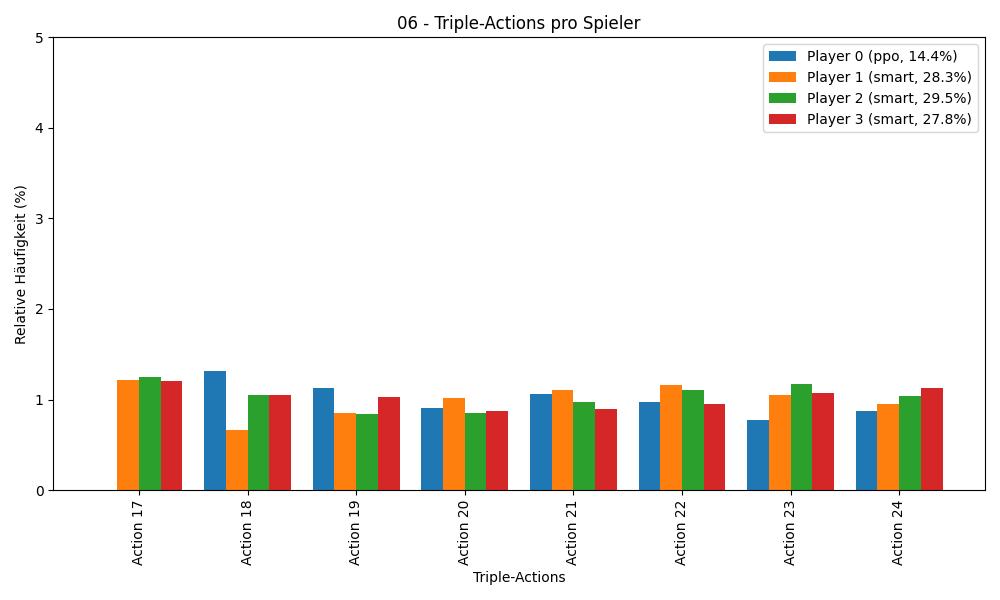 06 - Triple-Actions pro Spieler
Player 0 (ppo, 14.4%)
Player 1 (smart, 28.3%)
Player 2 (smart, 29.5%)
Player 3 (smart, 27.8%)
Relative Häufigkeit (%)
5
4
3
2
1
0
Action 17
Action 18
Action 19
Action 20
Action 21
Action 22
Action 23
Action 24
Triple-Actions